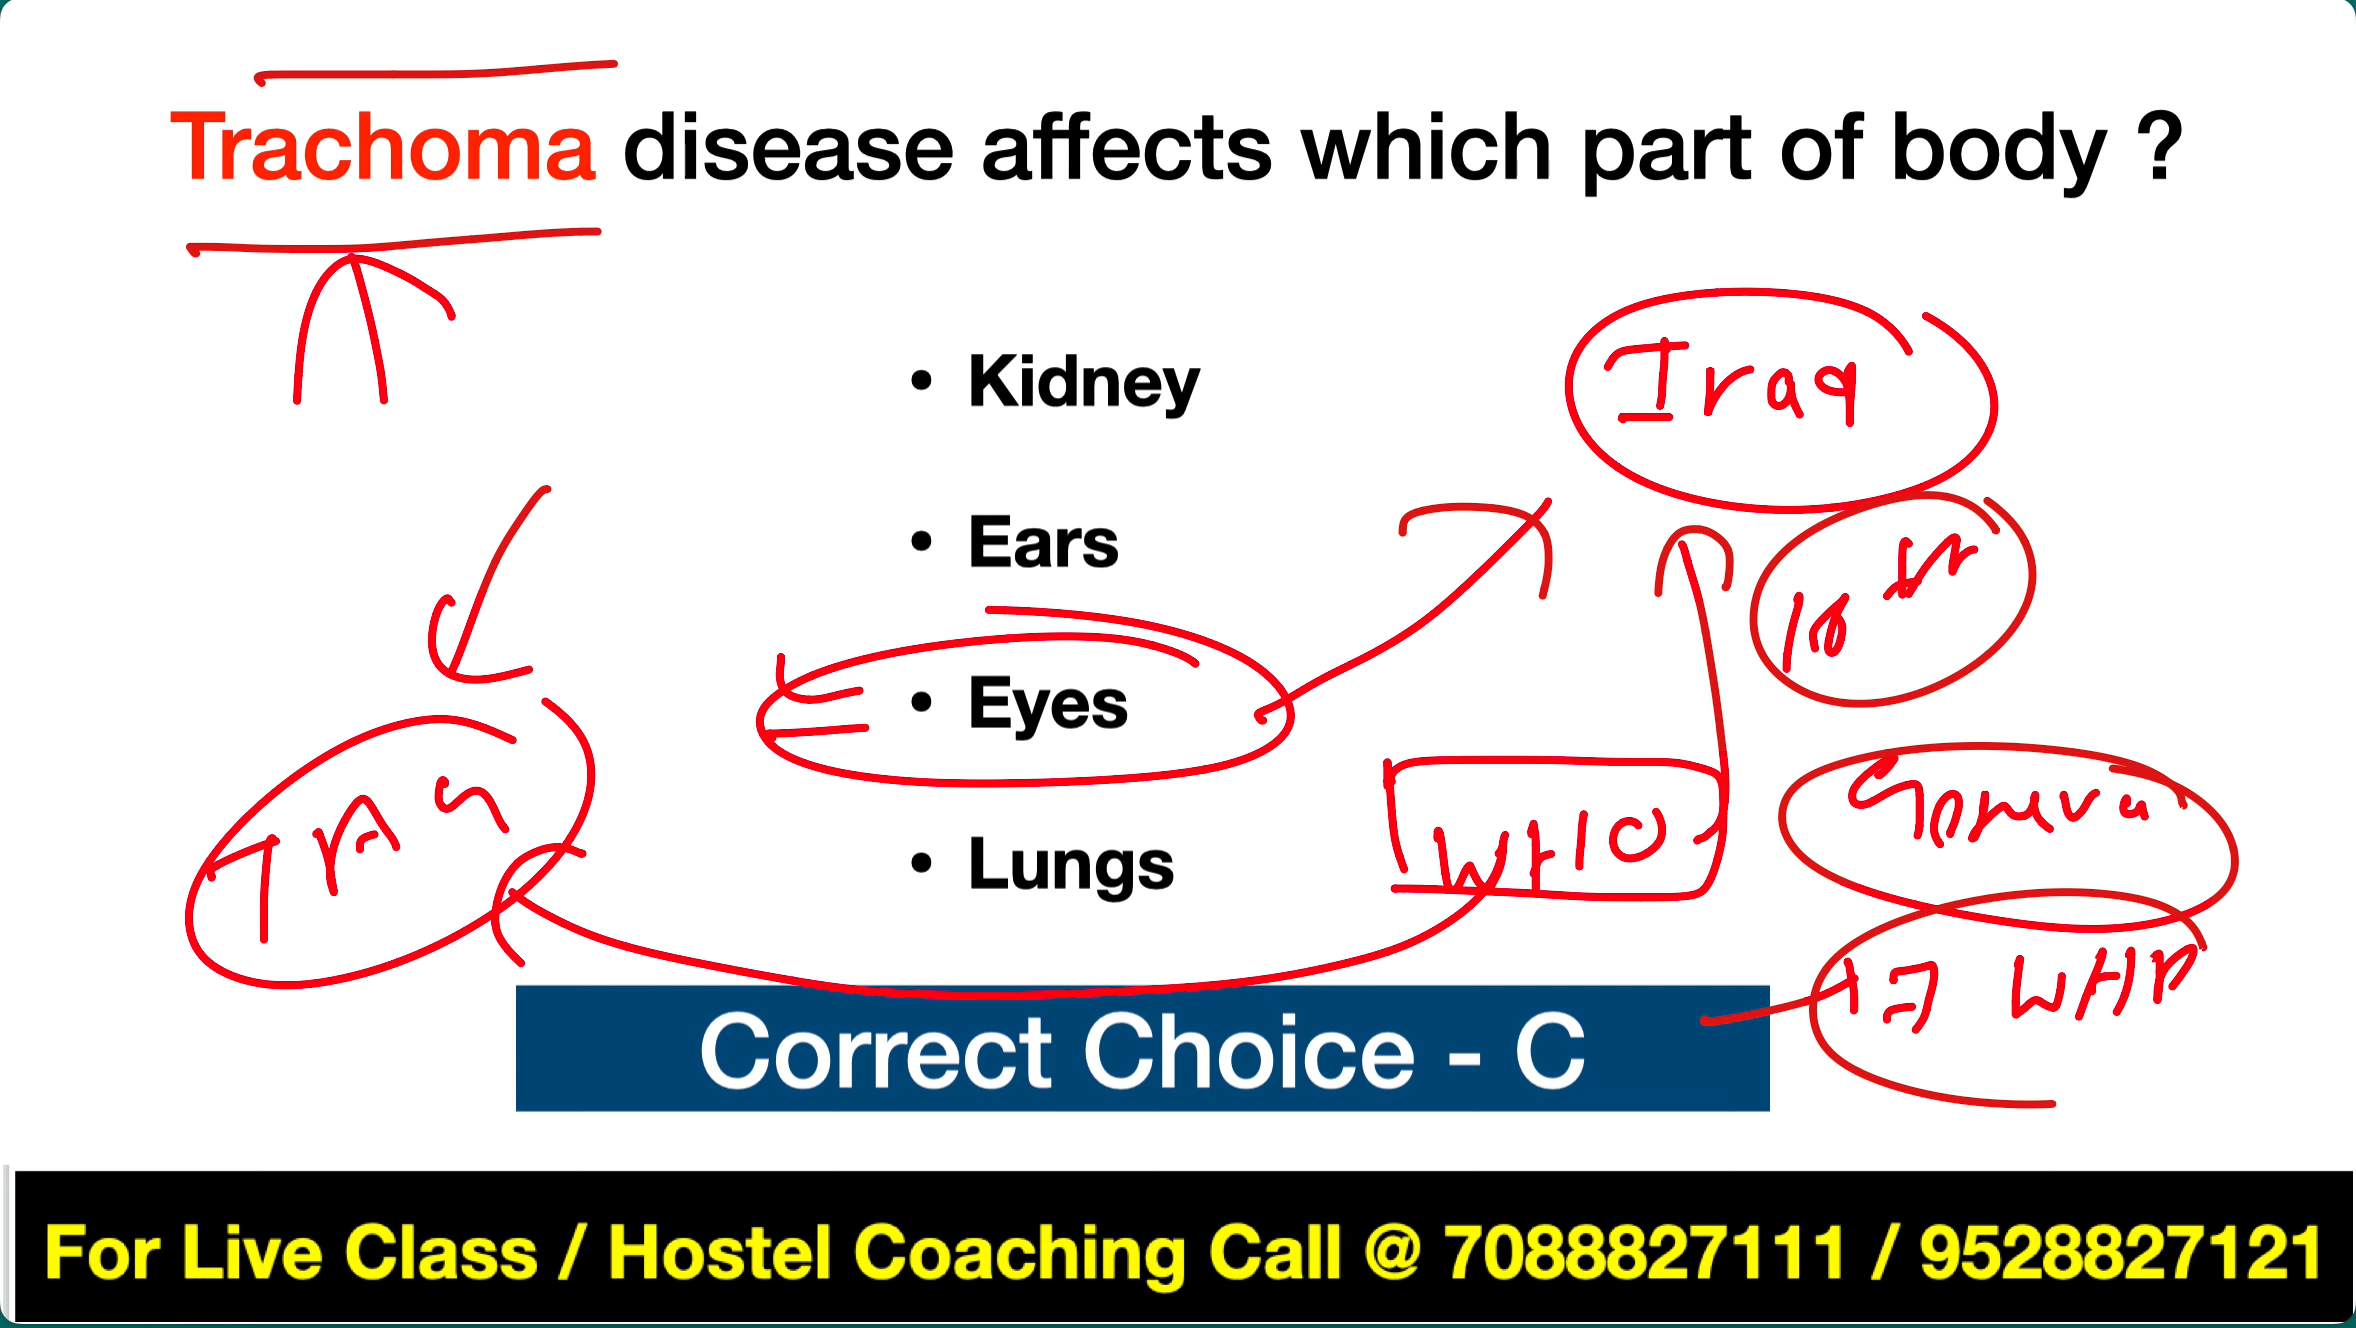 Trachoma disease affects which part of body ?
• Kidney
Iraq
• Ears
• Eyes
• Lungs
WHO
Correct Choice - C
For Live Class / Hostel Coaching Call @ 7088827111 / 9528827121